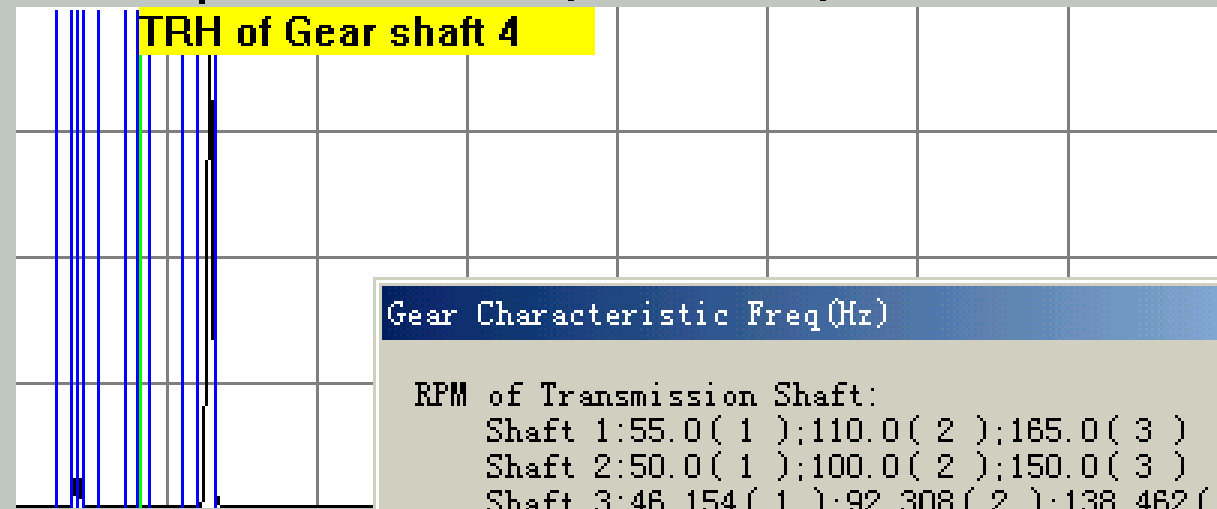 TRH of Gear shaft 4
Gear Characteristic Freq(Hz)
RPM of Transmission Shaft:
Shaft 1:55.0( 1 );110.0( 2 );165.0( 3 )
Shaft 2:50.0( 1 );100.0( 2 );150.0( 3 )
Shaft 3:46.154( 1 );92.308( 2 );138.462(